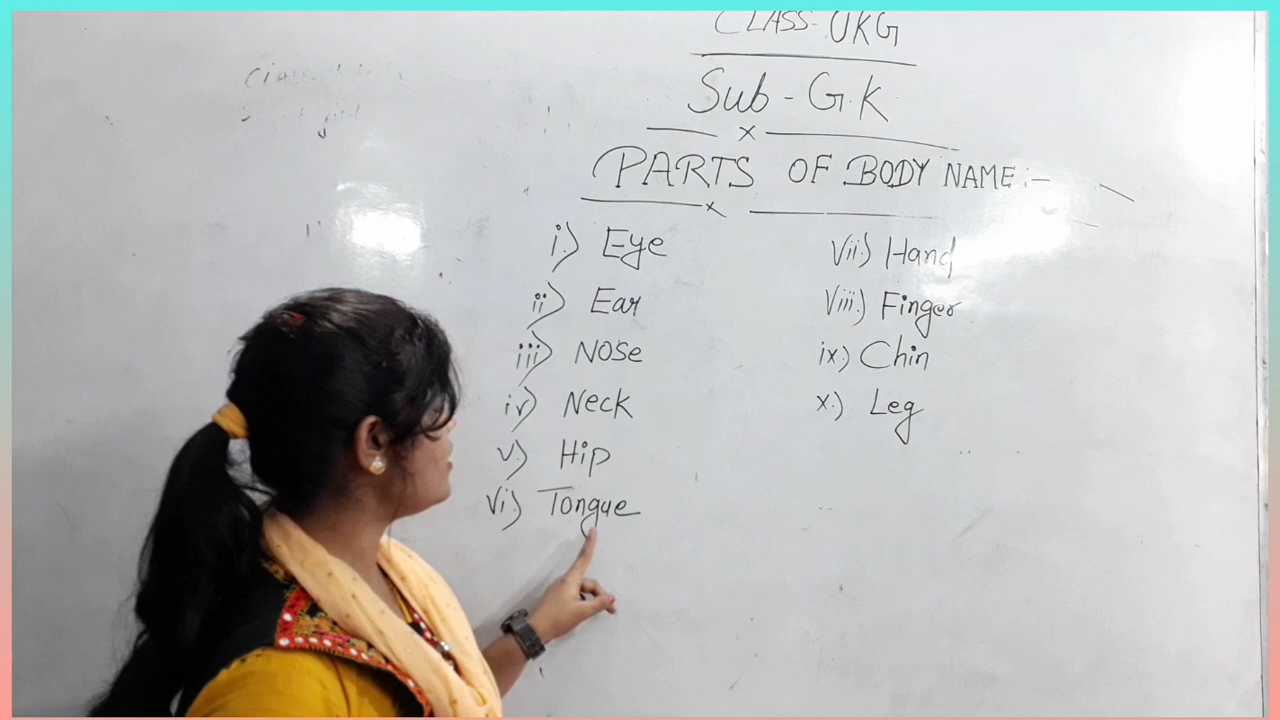 CLASS-UKG
Sub-G.K
PARTS OF BODY NAME:-
i.) Eye
ii) Ear
iii) NOSe
iv) Neck
v.) Hip
Vi.) Tongue
Vii.) Hand
Viii.) Finger
ix.) Chin
x.) Leg